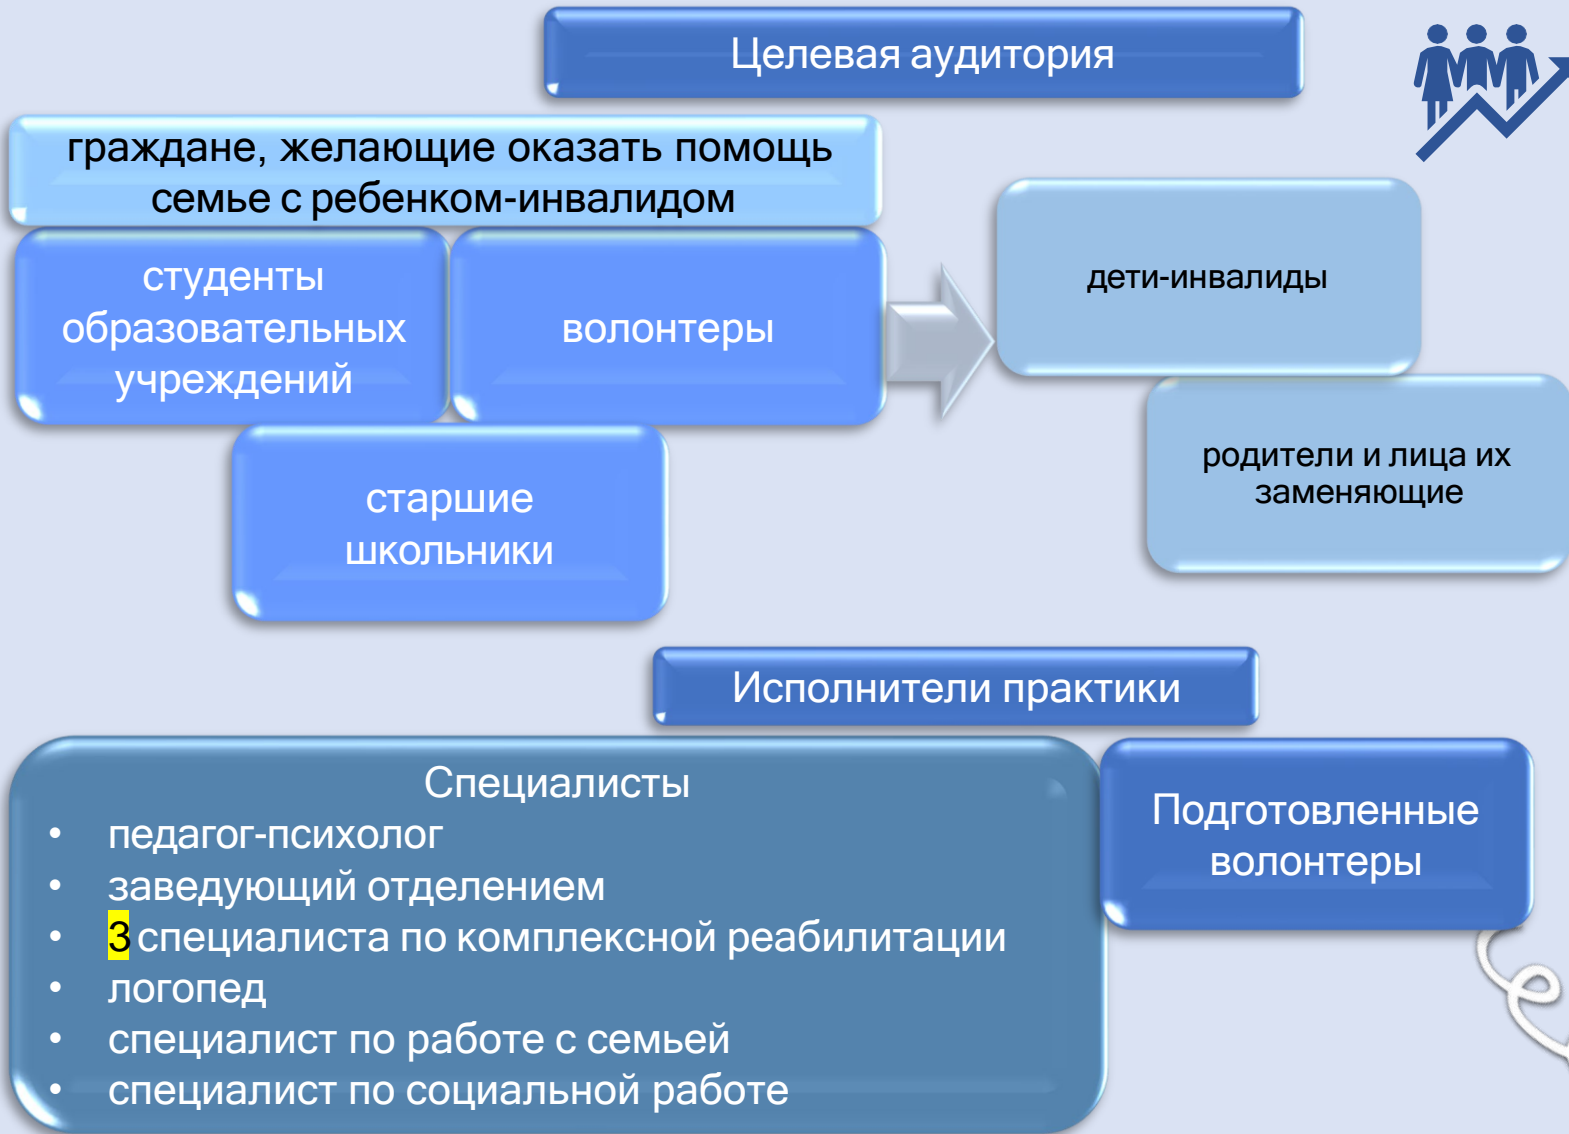 Целевая аудитория
граждане, желающие оказать помощь
семье с ребенком-инвалидом
студенты
образовательных
учреждений
волонтеры
старшие
школьники
дети-инвалиды
родители и лица их
заменяющие
Исполнители практики
Специалисты
• педагог-психолог
• заведующий отделением
• 3 специалиста по комплексной реабилитации
• логопед
• специалист по работе с семьей
• специалист по социальной работе
Подготовленные
волонтеры